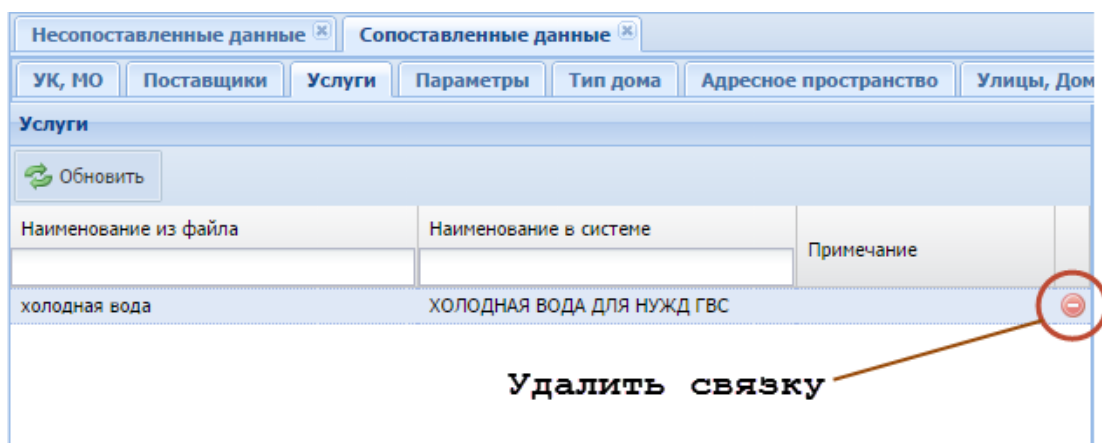 Несопоставленные данные Сопоставленные данные
УК, МО Поставщики Услуги Параметры Тип дома Адресное пространство Улицы, Дом
Услуги
Обновить
Наименование из файла Наименование в системе Примечание
холодная вода ХОЛОДНАЯ ВОДА ДЛЯ НУЖД ГВС
Удалить связку